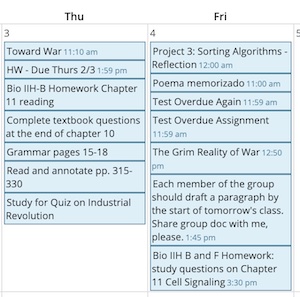 Thu
Fri
3
Toward War 11:10 am
HW - Due Thurs 2/3 1:59 pm
Bio IIH-B Homework Chapter
11 reading
Complete textbook questions
at the end of chapter 10
Grammar pages 15-18
Read and annotate pp. 315-
330
Study for Quiz on Industrial
Revolution
4
Project 3: Sorting Algorithms -
Reflection 12:00 am
Poema memorizado 11:00 am
Test Overdue Again 11:59 am
Test Overdue Assignment
11:59 am
The Grim Reality of War 12:50
pm
Each member of the group
should draft a paragraph by
the start of tomorrow's class.
Share group doc with me,
please. 1:45 pm
Bio IIH B and F Homework:
study questions on Chapter
11 Cell Signaling 3:30 pm
5